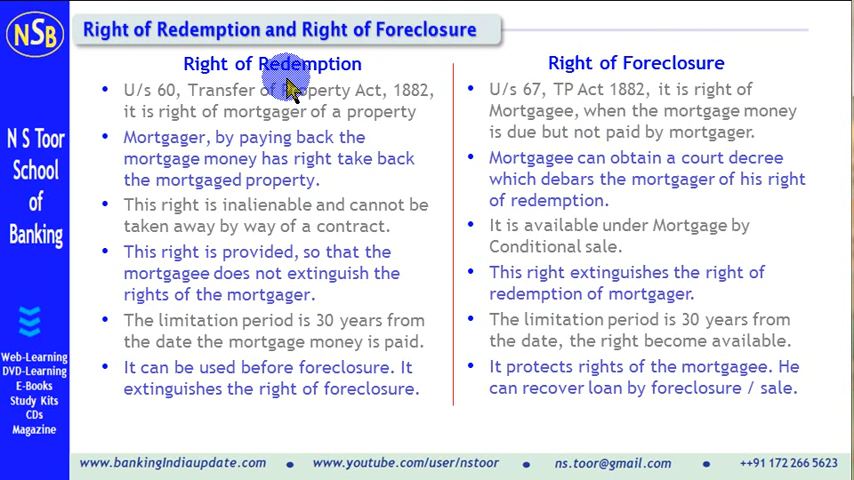 NSB
Right of Redemption and Right of Foreclosure
N S Toor
School
of
Banking
Web-Learning
DVD-Learning
E-Books
Study Kits
CDs
Magazine
Right of Redemption
• U/s 60, Transfer of Property Act, 1882,
it is right of mortgager of a property
• Mortgager, by paying back the
mortgage money has right take back
the mortgaged property.
• This right is inalienable and cannot be
taken away by way of a contract.
• This right is provided, so that the
mortgagee does not extinguish the
rights of the mortgager.
• The limitation period is 30 years from
the date the mortgage money is paid.
• It can be used before foreclosure. It
extinguishes the right of foreclosure.
Right of Foreclosure
• U/s 67, TP Act 1882, it is right of
Mortgagee, when the mortgage money
is due but not paid by mortgager.
• Mortgagee can obtain a court decree
which debars the mortgager of his right
of redemption.
• It is available under Mortgage by
Conditional sale.
• This right extinguishes the right of
redemption of mortgager.
• The limitation period is 30 years from
the date, the right become available.
• It protects rights of the mortgagee. He
can recover loan by foreclosure / sale.
www.bankingIndiaupdate.com • www.youtube.com/user/nstoor • ns.toor@gmail.com • ++91 172 266 5623